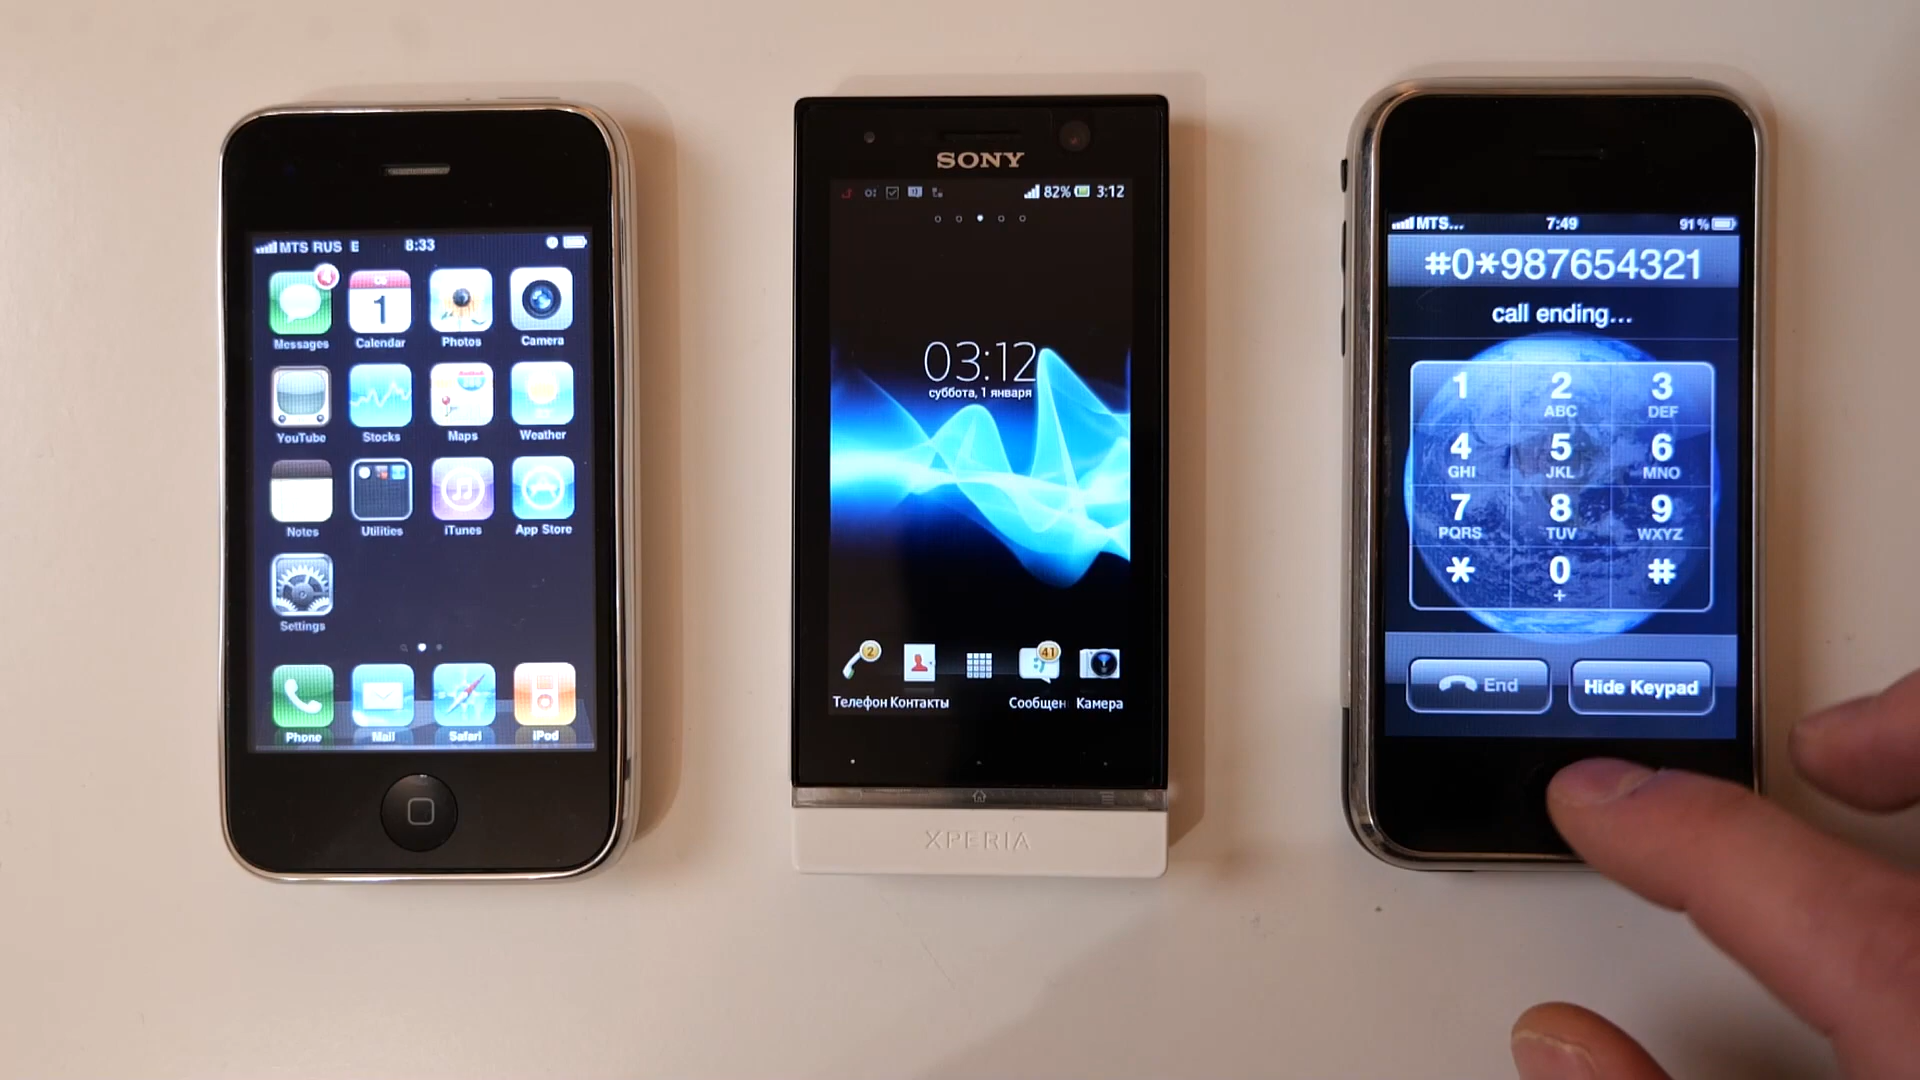 MTS RUS E 8:33
4
1
Messages Calendar Photos Camera
YouTube Stocks Maps Weather
Notes Utilities iTunes App Store
Settings
Phone Mail Safari iPod
SONY
82% 3:12
03:12
суббота, 1 января
2
41
Телефон Контакты Сообщен Камера
XPERIA
MTS... 7:49 91%
#0*987654321
call ending...
1 2 3
ABC DEF
4 5 6
GHI JKL MNO
7 8 9
PQRS TUV WXYZ
* 0 #
+
End Hide Keypad